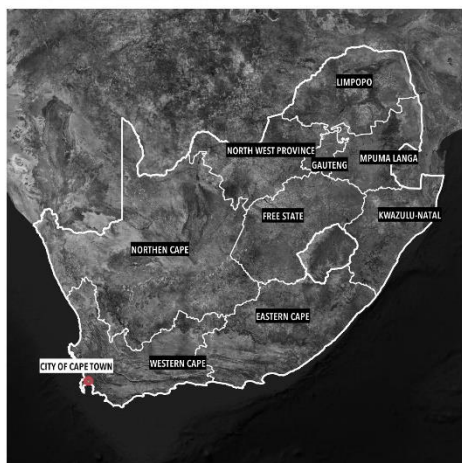 LIMPOPO
NORTH WEST PROVINCE
MPUMA LANGA
GAUTENG
FREE STATE
KWAZULU-NATAL
NORTHEN CAPE
EASTERN CAPE
CITY OF CAPE TOWN
WESTERN CAPE